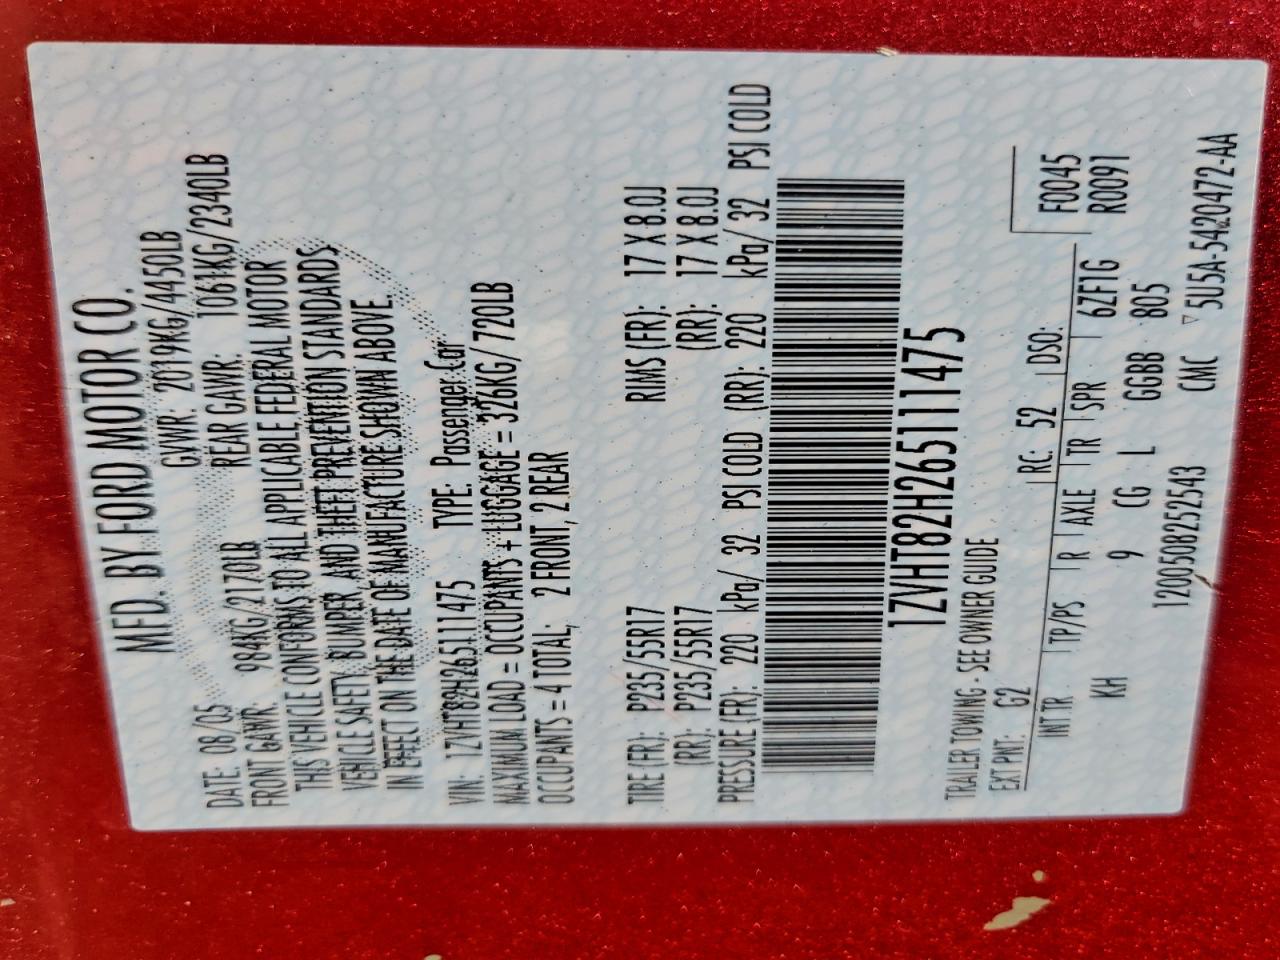 MFD. BY FORD MOTOR CO.
DATE: 08/05 GVWR: 2019KG/4450LB
FRONT GAWR: 984KG/2170LB REAR GAWR: 1061KG/2340LB
THIS VEHICLE CONFORMS TO ALL APPLICABLE FEDERAL MOTOR
VEHICLE SAFETY, BUMPER, AND THEFT PREVENTION STANDARDS
IN EFFECT ON THE DATE OF MANUFACTURE SHOWN ABOVE.
VIN: 1ZVHT82H265111475 TYPE: Passenger Car
MAXIMUM LOAD = OCCUPANTS + LUGGAGE = 326KG/720LB
OCCUPANTS = 4 TOTAL, 2 FRONT, 2 REAR
TIRE (FR): P235/55R17 RIMS (FR): 17 X 8.0J
(RR): P235/55R17 (RR): 17 X 8.0J
PRESSURE (FR): 220 kPa/ 32 PSI COLD (RR): 220 kPa/ 32 PSI COLD
1ZVHT82H265111475
TRAILER TOWING - SEE OWNER GUIDE
EXT PNT: G2 RC: 52 DSO: F0045
INT TR TP/PS R AXLE TR SPR R0091
KH 9 CG L GGBB 6ZF1G
805
1200508252543 CMC ▽ 5U5A-5420472-AA